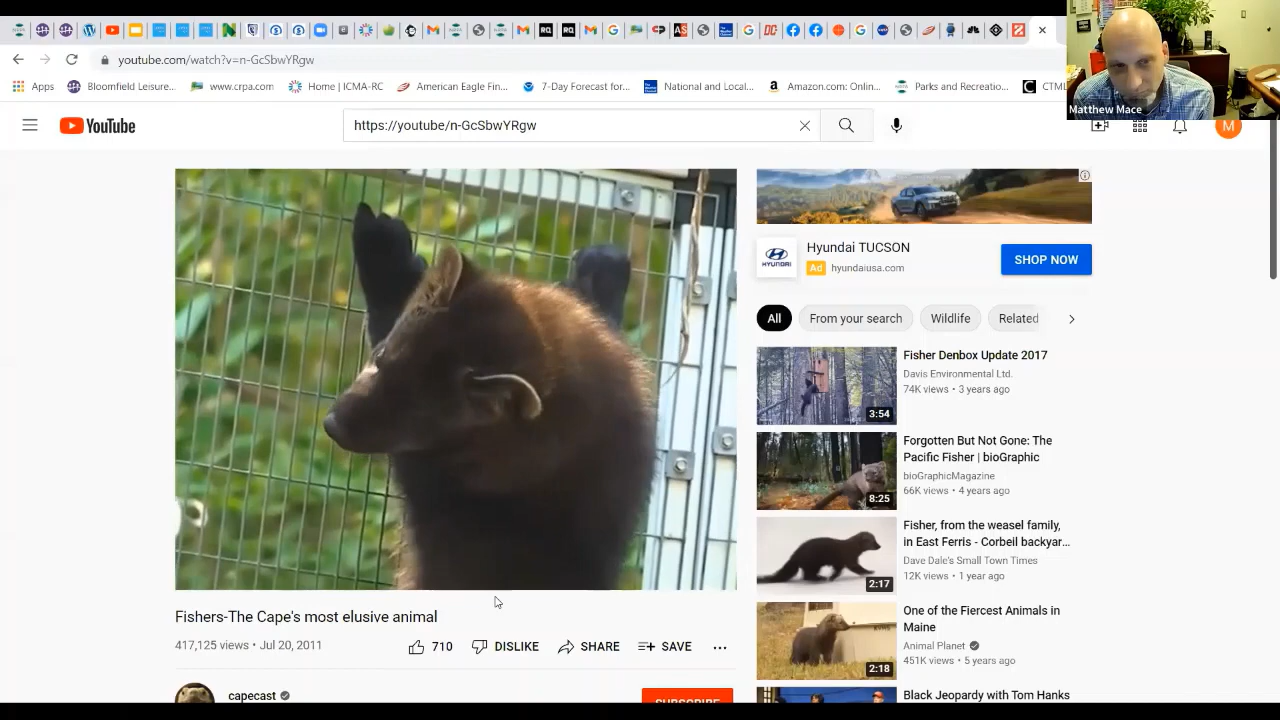 youtube.com/watch?v=n-GcSbwYRgw
Apps
Bloomfield Leisure...
www.crpa.com
Home | ICMA-RC
American Eagle Fin...
7-Day Forecast for...
National and Local...
Amazon.com: Onlin...
Parks and Recreatio...
CTML
Matthew Mace
YouTube
https://youtube/n-GcSbwYRgw
M
Hyundai TUCSON
Ad hyundaiusa.com
HYUNDAI
SHOP NOW
All
From your search
Wildlife
Related
Fisher Denbox Update 2017
Davis Environmental Ltd.
74K views • 3 years ago
3:54
Forgotten But Not Gone: The
Pacific Fisher | bioGraphic
bioGraphicMagazine
66K views • 4 years ago
8:25
Fisher, from the weasel family,
in East Ferris - Corbeil backyar...
Dave Dale's Small Town Times
12K views • 1 year ago
2:17
One of the Fiercest Animals in
Maine
Animal Planet
451K views • 5 years ago
2:18
Black Jeopardy with Tom Hanks
Fishers-The Cape's most elusive animal
417,125 views • Jul 20, 2011
710
DISLIKE
SHARE
SAVE
capecast
SUBSCRIBE